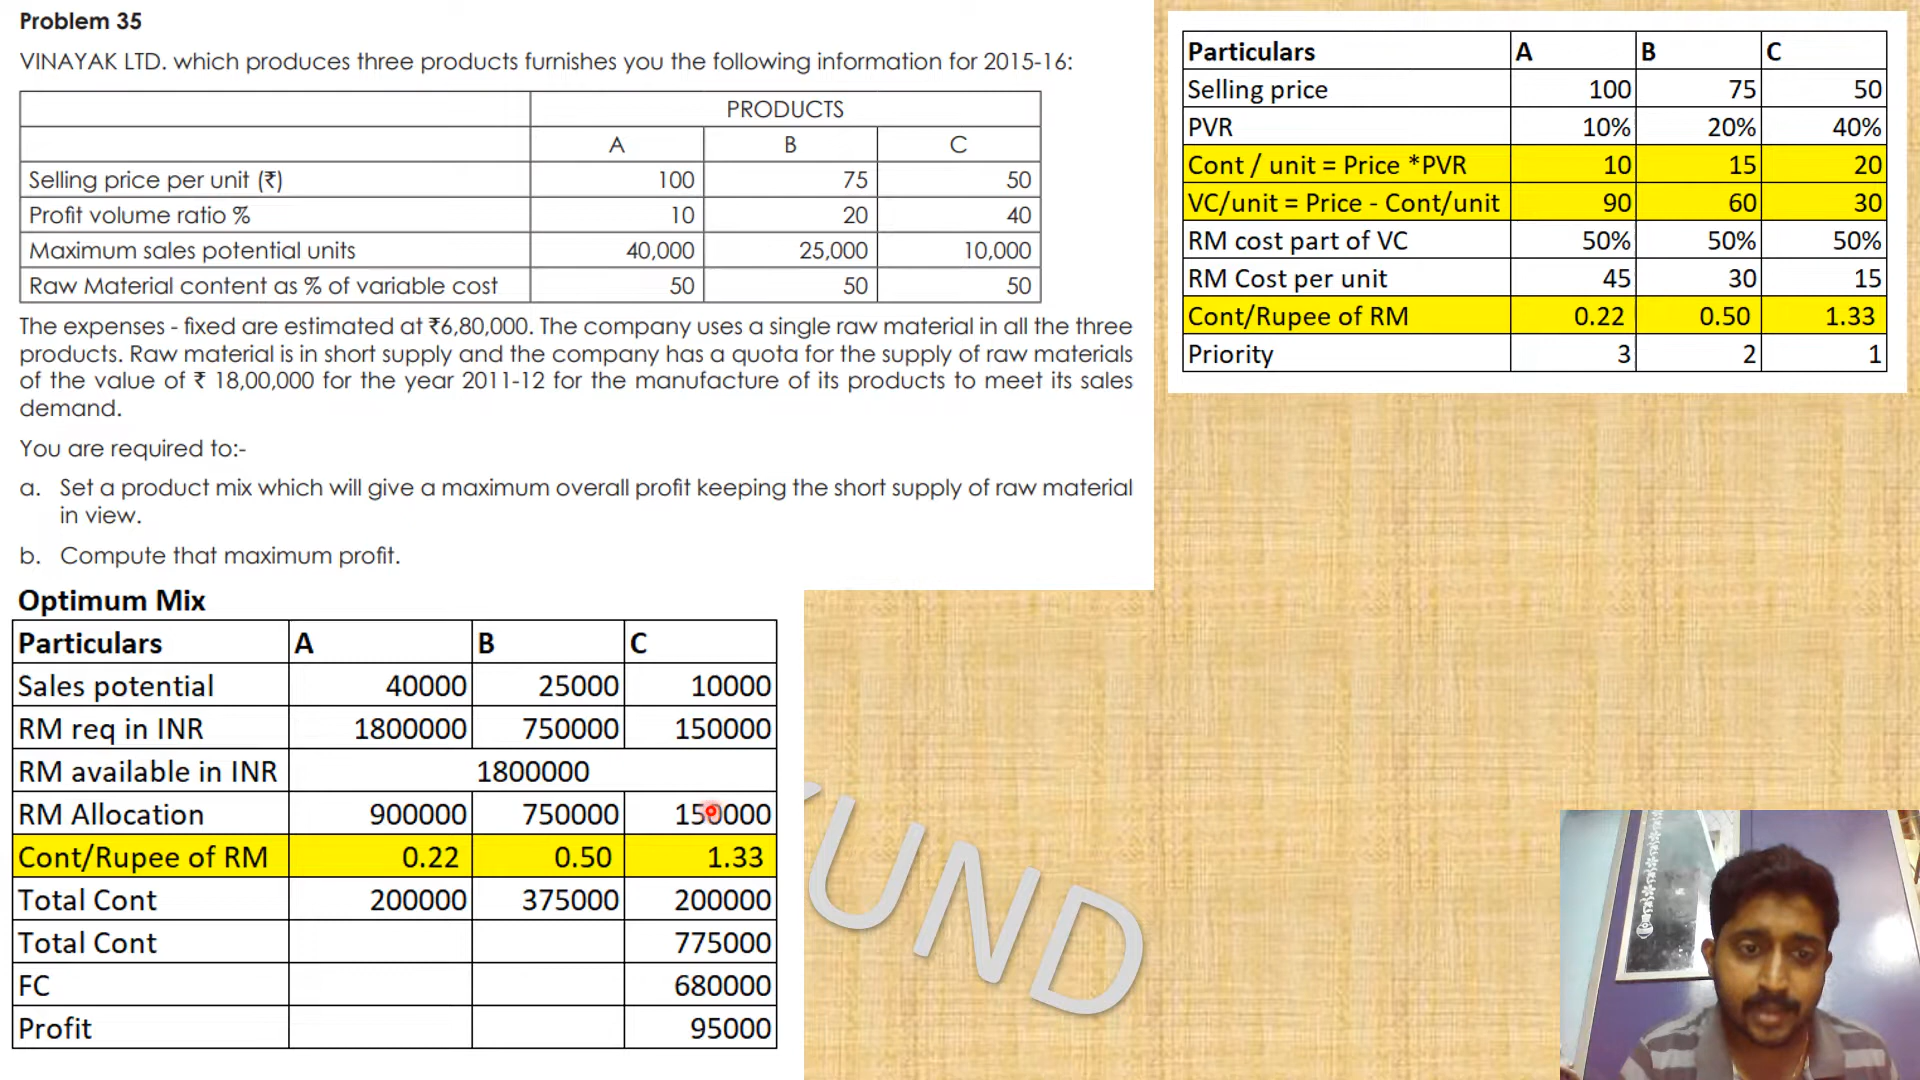 Problem 35
VINAYAK LTD. which produces three products furnishes you the following information for 2015-16:
PRODUCTS
A B C
Selling price per unit (₹) 100 75 50
Profit volume ratio % 10 20 40
Maximum sales potential units 40,000 25,000 10,000
Raw Material content as % of variable cost 50 50 50
The expenses - fixed are estimated at ₹6,80,000. The company uses a single raw material in all the three
products. Raw material is in short supply and the company has a quota for the supply of raw materials
of the value of ₹ 18,00,000 for the year 2011-12 for the manufacture of its products to meet its sales
demand.
You are required to:-
a. Set a product mix which will give a maximum overall profit keeping the short supply of raw material
in view.
b. Compute that maximum profit.
Optimum Mix
Particulars A B C
Sales potential 40000 25000 10000
RM req in INR 1800000 750000 150000
RM available in INR 1800000
RM Allocation 900000 750000 150000
Cont/Rupee of RM 0.22 0.50 1.33
Total Cont 200000 375000 200000
Total Cont 775000
FC 680000
Profit 95000
Particulars A B C
Selling price 100 75 50
PVR 10% 20% 40%
Cont / unit = Price *PVR 10 15 20
VC/unit = Price - Cont/unit 90 60 30
RM cost part of VC 50% 50% 50%
RM Cost per unit 45 30 15
Cont/Rupee of RM 0.22 0.50 1.33
Priority 3 2 1
UND